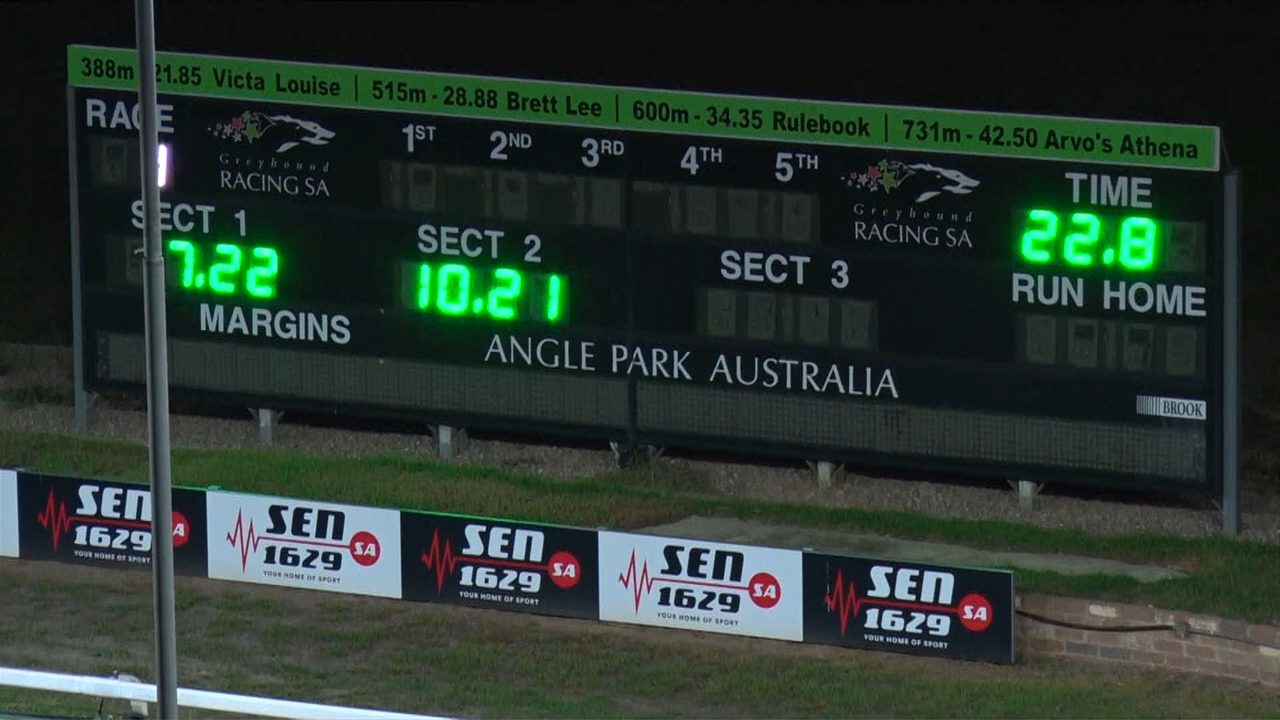 388m 21.85 Victa Louise | 515m - 28.88 Brett Lee | 600m - 34.35 Rulebook | 731m - 42.50 Arvo's Athena
RACE
Greyhound
RACING SA
1ST 2ND 3RD 4TH 5TH
Greyhound
RACING SA
TIME
22.8
SECT 1
7.22
SECT 2
10.21
SECT 3
RUN HOME
MARGINS
ANGLE PARK AUSTRALIA
BROOK
SEN
1629 SA
YOUR HOME OF SPORT
SEN
1629 SA
YOUR HOME OF SPORT
SEN
1629 SA
YOUR HOME OF SPORT
SEN
1629 SA
YOUR HOME OF SPORT
SEN
1629 SA
YOUR HOME OF SPORT